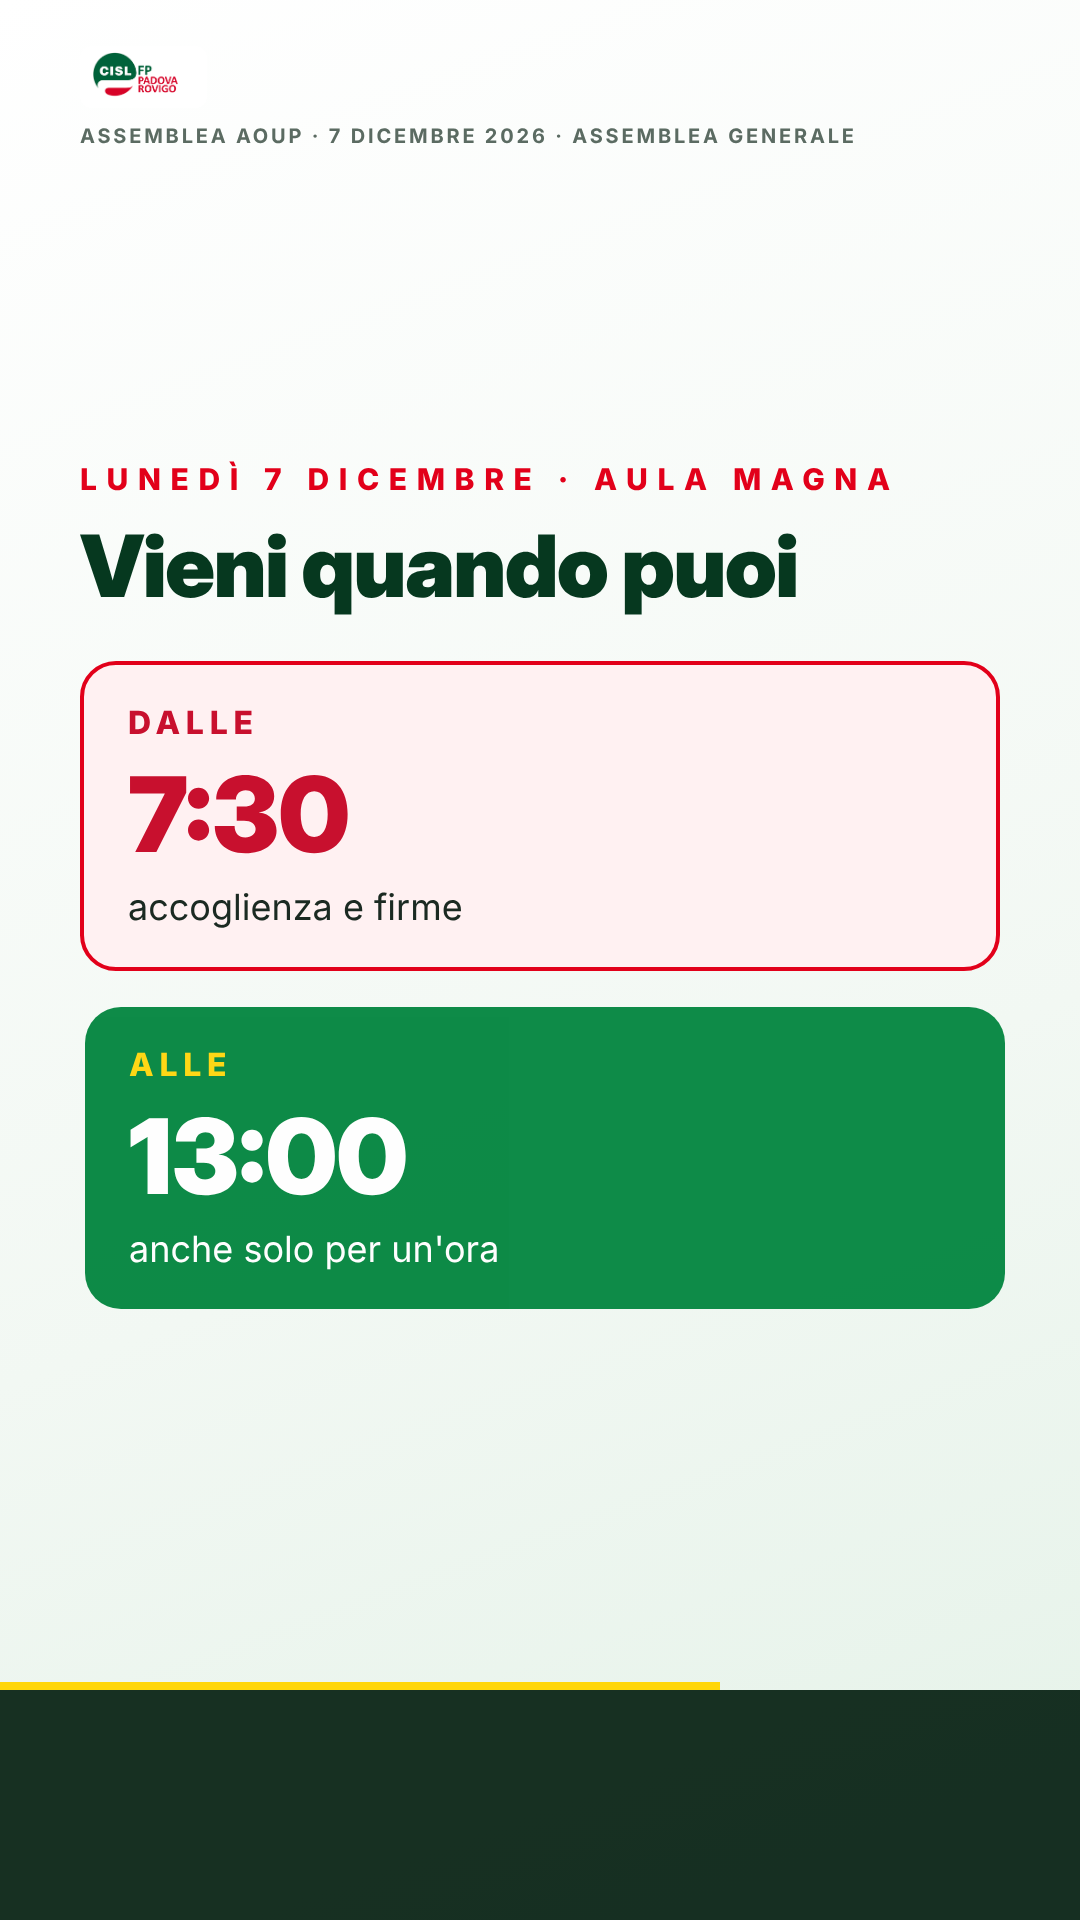 CISL FP
PADOVA
ROVIGO
ASSEMBLEA AOUP · 7 DICEMBRE 2026 · ASSEMBLEA GENERALE
LUNEDÌ 7 DICEMBRE · AULA MAGNA
Vieni quando puoi
DALLE
7:30
accoglienza e firme
ALLE
13:00
anche solo per un'ora